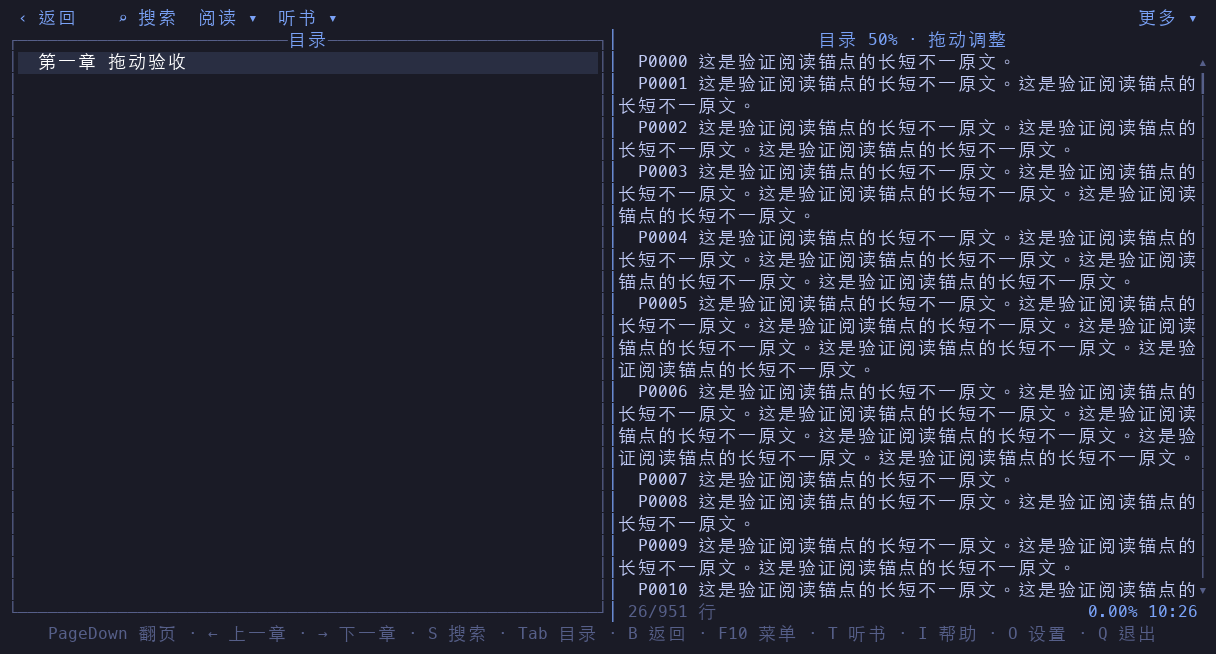 ‹ 返回 ⌕ 搜索 阅读 ▾ 听书 ▾ 更多 ▾
目录
第一章 拖动验收
目录 50% · 拖动调整
P0000 这是验证阅读锚点的长短不一原文。
P0001 这是验证阅读锚点的长短不一原文。这是验证阅读锚点的
长短不一原文。
P0002 这是验证阅读锚点的长短不一原文。这是验证阅读锚点的
长短不一原文。这是验证阅读锚点的长短不一原文。
P0003 这是验证阅读锚点的长短不一原文。这是验证阅读锚点的
长短不一原文。这是验证阅读锚点的长短不一原文。这是验证阅读
锚点的长短不一原文。
P0004 这是验证阅读锚点的长短不一原文。这是验证阅读锚点的
长短不一原文。这是验证阅读锚点的长短不一原文。这是验证阅读
锚点的长短不一原文。这是验证阅读锚点的长短不一原文。
P0005 这是验证阅读锚点的长短不一原文。这是验证阅读锚点的
长短不一原文。这是验证阅读锚点的长短不一原文。这是验证阅读
锚点的长短不一原文。这是验证阅读锚点的长短不一原文。这是验
证阅读锚点的长短不一原文。
P0006 这是验证阅读锚点的长短不一原文。这是验证阅读锚点的
长短不一原文。这是验证阅读锚点的长短不一原文。这是验证阅读
锚点的长短不一原文。这是验证阅读锚点的长短不一原文。这是验
证阅读锚点的长短不一原文。这是验证阅读锚点的长短不一原文。
P0007 这是验证阅读锚点的长短不一原文。
P0008 这是验证阅读锚点的长短不一原文。这是验证阅读锚点的
长短不一原文。
P0009 这是验证阅读锚点的长短不一原文。这是验证阅读锚点的
长短不一原文。这是验证阅读锚点的长短不一原文。
P0010 这是验证阅读锚点的长短不一原文。这是验证阅读锚点的
26/951 行 0.00% 10:26
PageDown 翻页 · ← 上一章 · → 下一章 · S 搜索 · Tab 目录 · B 返回 · F10 菜单 · T 听书 · I 帮助 · O 设置 · Q 退出